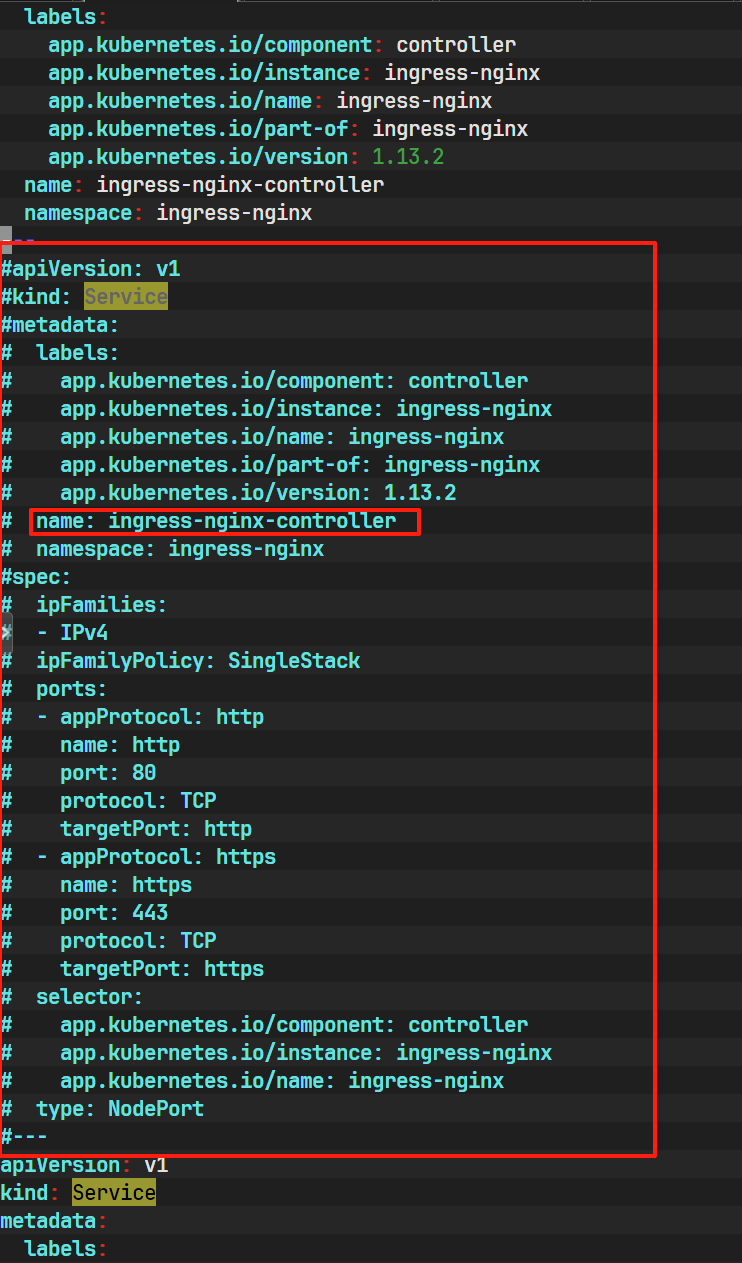 labels:
    app.kubernetes.io/component: controller
    app.kubernetes.io/instance: ingress-nginx
    app.kubernetes.io/name: ingress-nginx
    app.kubernetes.io/part-of: ingress-nginx
    app.kubernetes.io/version: 1.13.2
  name: ingress-nginx-controller
  namespace: ingress-nginx
---
#apiVersion: v1
#kind: Service
#metadata:
#  labels:
#    app.kubernetes.io/component: controller
#    app.kubernetes.io/instance: ingress-nginx
#    app.kubernetes.io/name: ingress-nginx
#    app.kubernetes.io/part-of: ingress-nginx
#    app.kubernetes.io/version: 1.13.2
#  name: ingress-nginx-controller
#  namespace: ingress-nginx
#spec:
#  ipFamilies:
#  - IPv4
#  ipFamilyPolicy: SingleStack
#  ports:
#  - appProtocol: http
#    name: http
#    port: 80
#    protocol: TCP
#    targetPort: http
#  - appProtocol: https
#    name: https
#    port: 443
#    protocol: TCP
#    targetPort: https
#  selector:
#    app.kubernetes.io/component: controller
#    app.kubernetes.io/instance: ingress-nginx
#    app.kubernetes.io/name: ingress-nginx
#  type: NodePort
#---
apiVersion: v1
kind: Service
metadata:
  labels: